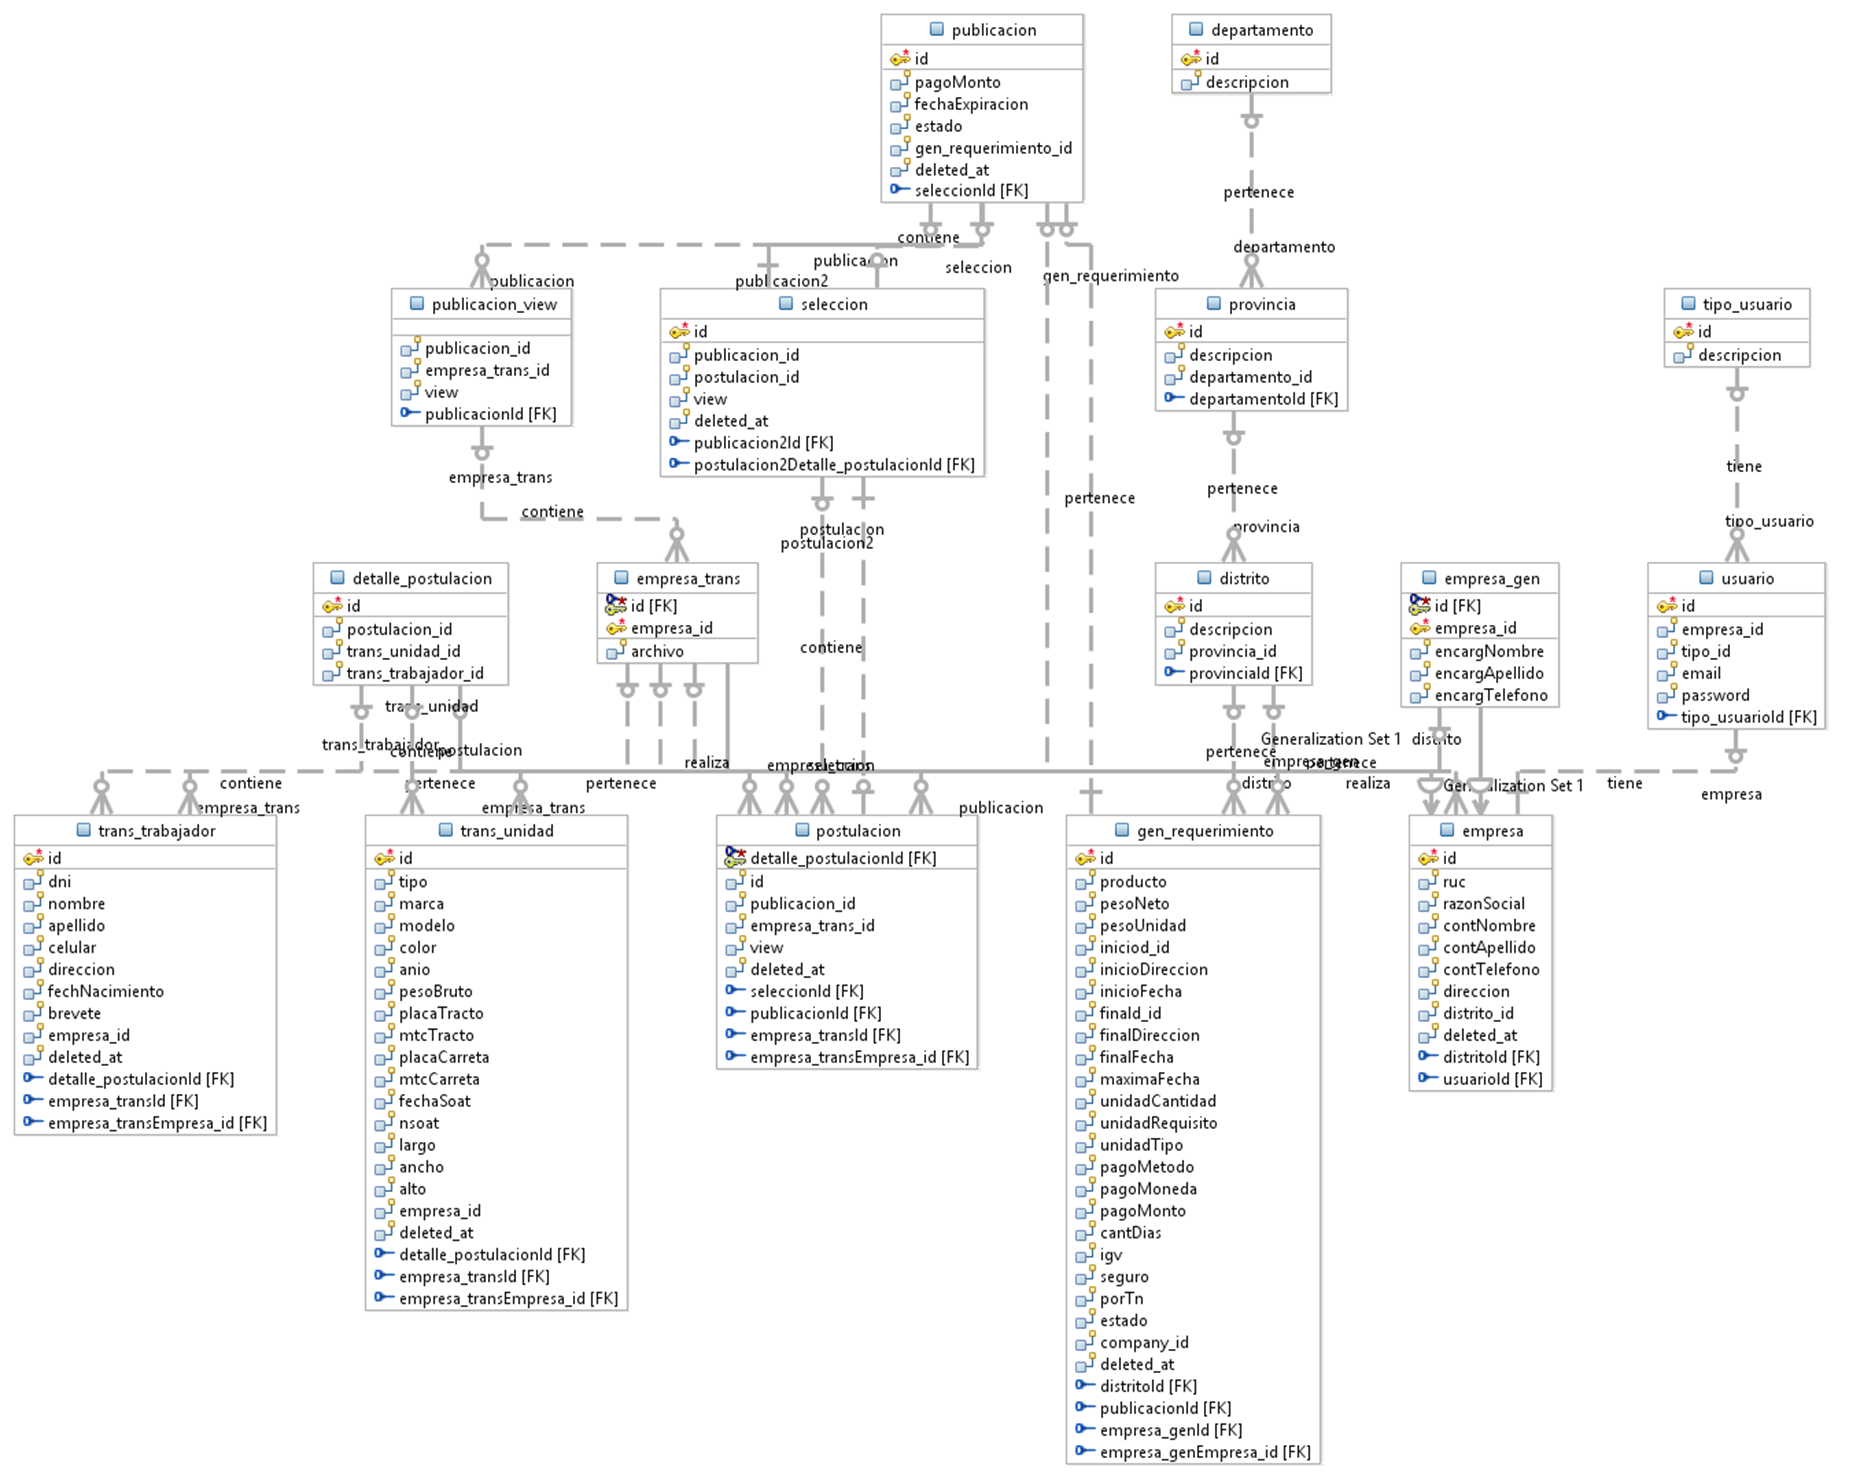 publicacion
id
pagoMonto
fechaExpiracion
estado
gen_requerimiento_id
deleted_at
seleccionId [FK]
departamento
id
descripcion
contiene
publicacion
seleccion
gen_requerimiento
pertenece
departamento
publicacion
publicacion2
publicacion_view
publicacion_id
empresa_trans_id
view
publicacionId [FK]
seleccion
id
publicacion_id
postulacion_id
view
deleted_at
publicacion2Id [FK]
postulacion2Detalle_postulacionId [FK]
provincia
id
descripcion
departamento_id
departamentoId [FK]
tipo_usuario
id
descripcion
empresa_trans
contiene
postulacion
postulacion2
pertenece
pertenece
provincia
tiene
tipo_usuario
detalle_postulacion
id
postulacion_id
trans_unidad_id
trans_trabajador_id
empresa_trans
id [FK]
empresa_id
archivo
contiene
distrito
id
descripcion
provincia_id
provinciaId [FK]
empresa_gen
id [FK]
empresa_id
encargNombre
encargApellido
encargTelefono
usuario
id
empresa_id
tipo_id
email
password
tipo_usuarioId [FK]
trans_unidad
trans_trabajador
contiene
postulacion
realiza
empresa_trans
seleccion
pertenece
Generalization Set 1
distrito
empresa_gen
pertenece
contiene
empresa_trans
pertenece
empresa_trans
pertenece
publicacion
distrito
realiza
Generalization Set 1
tiene
empresa
trans_trabajador
id
dni
nombre
apellido
celular
direccion
fechNacimiento
brevete
empresa_id
deleted_at
detalle_postulacionId [FK]
empresa_transId [FK]
empresa_transEmpresa_id [FK]
trans_unidad
id
tipo
marca
modelo
color
anio
pesoBruto
placaTracto
mtcTracto
placaCarreta
mtcCarreta
fechaSoat
nsoat
largo
ancho
alto
empresa_id
deleted_at
detalle_postulacionId [FK]
empresa_transId [FK]
empresa_transEmpresa_id [FK]
postulacion
detalle_postulacionId [FK]
id
publicacion_id
empresa_trans_id
view
deleted_at
seleccionId [FK]
publicacionId [FK]
empresa_transId [FK]
empresa_transEmpresa_id [FK]
gen_requerimiento
id
producto
pesoNeto
pesoUnidad
iniciod_id
inicioDireccion
inicioFecha
finald_id
finalDireccion
finalFecha
maximaFecha
unidadCantidad
unidadRequisito
unidadTipo
pagoMetodo
pagoMoneda
pagoMonto
cantDias
igv
seguro
porTn
estado
company_id
deleted_at
distritoId [FK]
publicacionId [FK]
empresa_genId [FK]
empresa_genEmpresa_id [FK]
empresa
id
ruc
razonSocial
contNombre
contApellido
contTelefono
direccion
distrito_id
deleted_at
distritoId [FK]
usuarioId [FK]